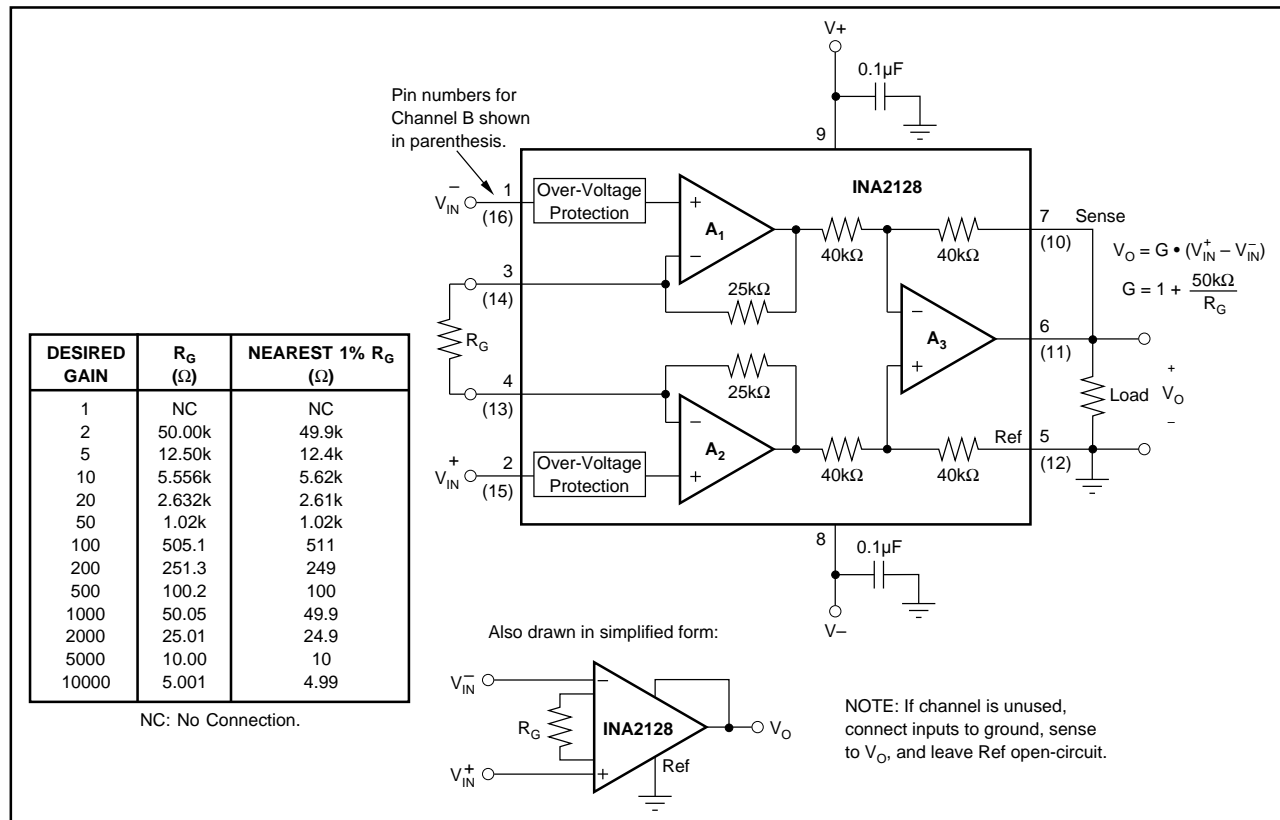 V+
0.1µF
Pin numbers for
Channel B shown
in parenthesis.
9
INA2128
V–IN
1
(16)
Over-Voltage
Protection
+
A1
–
40kΩ
40kΩ
7
(10)
Sense
VO = G • (V+IN – V–IN)
G = 1 + 50kΩ
RG
3
(14)
25kΩ
RG
–
A3
+
6
(11)
4
(13)
25kΩ
–
A2
+
40kΩ
40kΩ
Ref
5
(12)
Load
+
VO
–
V+IN
2
(15)
Over-Voltage
Protection
8
0.1µF
V–
DESIRED GAIN RG (Ω) NEAREST 1% RG (Ω)
1 NC NC
2 50.00k 49.9k
5 12.50k 12.4k
10 5.556k 5.62k
20 2.632k 2.61k
50 1.02k 1.02k
100 505.1 511
200 251.3 249
500 100.2 100
1000 50.05 49.9
2000 25.01 24.9
5000 10.00 10
10000 5.001 4.99
NC: No Connection.
Also drawn in simplified form:
V–IN
–
RG
INA2128
VO
V+IN
+
Ref
NOTE: If channel is unused,
connect inputs to ground, sense
to VO, and leave Ref open-circuit.